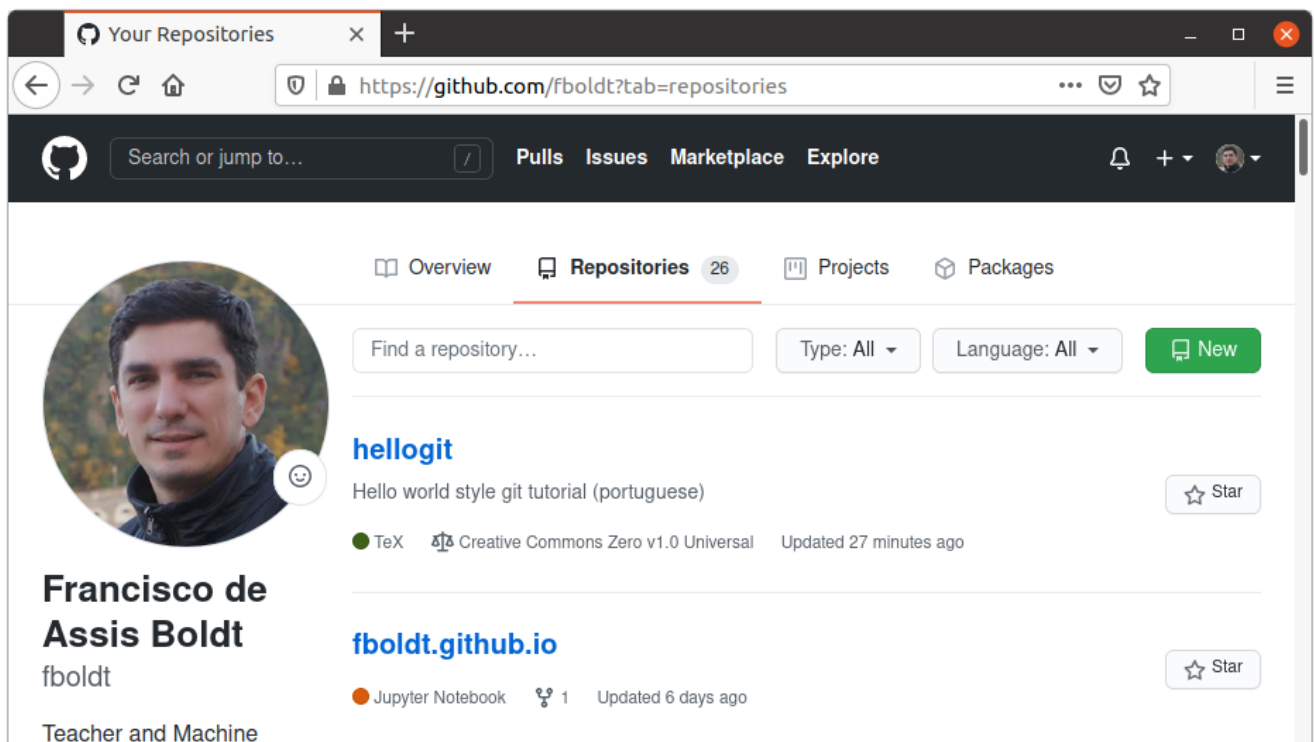 Your Repositories
https://github.com/fboldt?tab=repositories
Search or jump to… / Pulls Issues Marketplace Explore
Overview Repositories 26 Projects Packages
Find a repository… Type: All Language: All New
hellogit
Hello world style git tutorial (portuguese)
Star
TeX Creative Commons Zero v1.0 Universal Updated 27 minutes ago
Francisco de
Assis Boldt
fboldt
Teacher and Machine
fboldt.github.io
Star
Jupyter Notebook 1 Updated 6 days ago